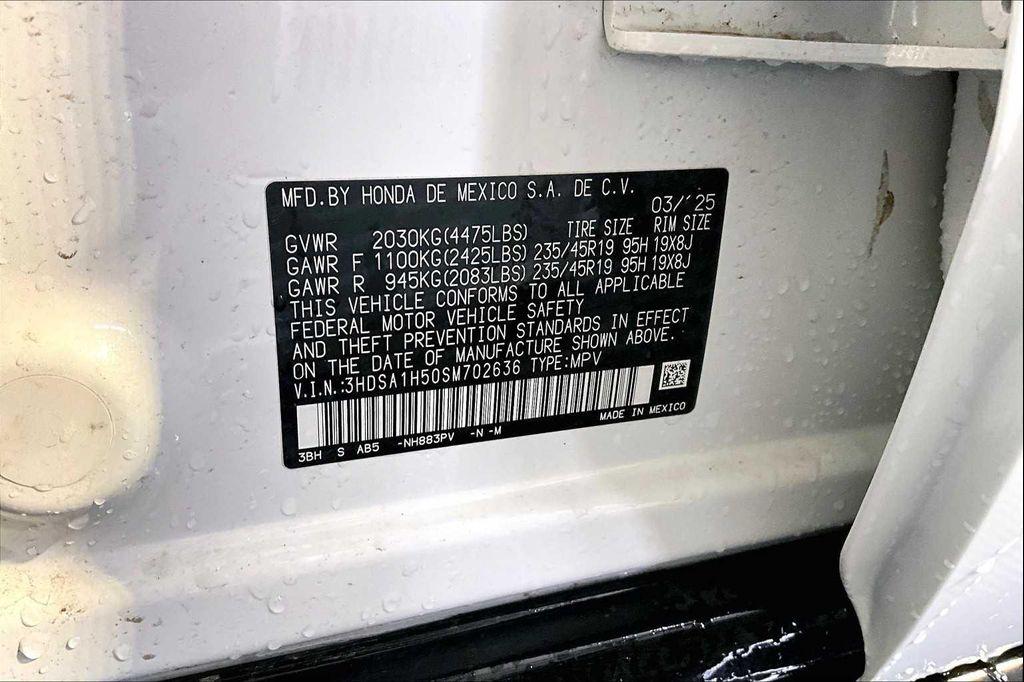 MFD.BY HONDA DE MEXICO S.A. DE C.V.
03/'25
GVWR 2030KG(4475LBS) TIRE SIZE RIM SIZE
GAWR F 1100KG(2425LBS) 235/45R19 95H 19X8J
GAWR R 945KG(2083LBS) 235/45R19 95H 19X8J
THIS VEHICLE CONFORMS TO ALL APPLICABLE
FEDERAL MOTOR VEHICLE SAFETY
AND THEFT PREVENTION STANDARDS IN EFFECT
ON THE DATE OF MANUFACTURE SHOWN ABOVE.
V.I.N.:3HDSA1H50SM702636 TYPE:MPV
MADE IN MEXICO
3BH S AB5 -NH883PV -N -M